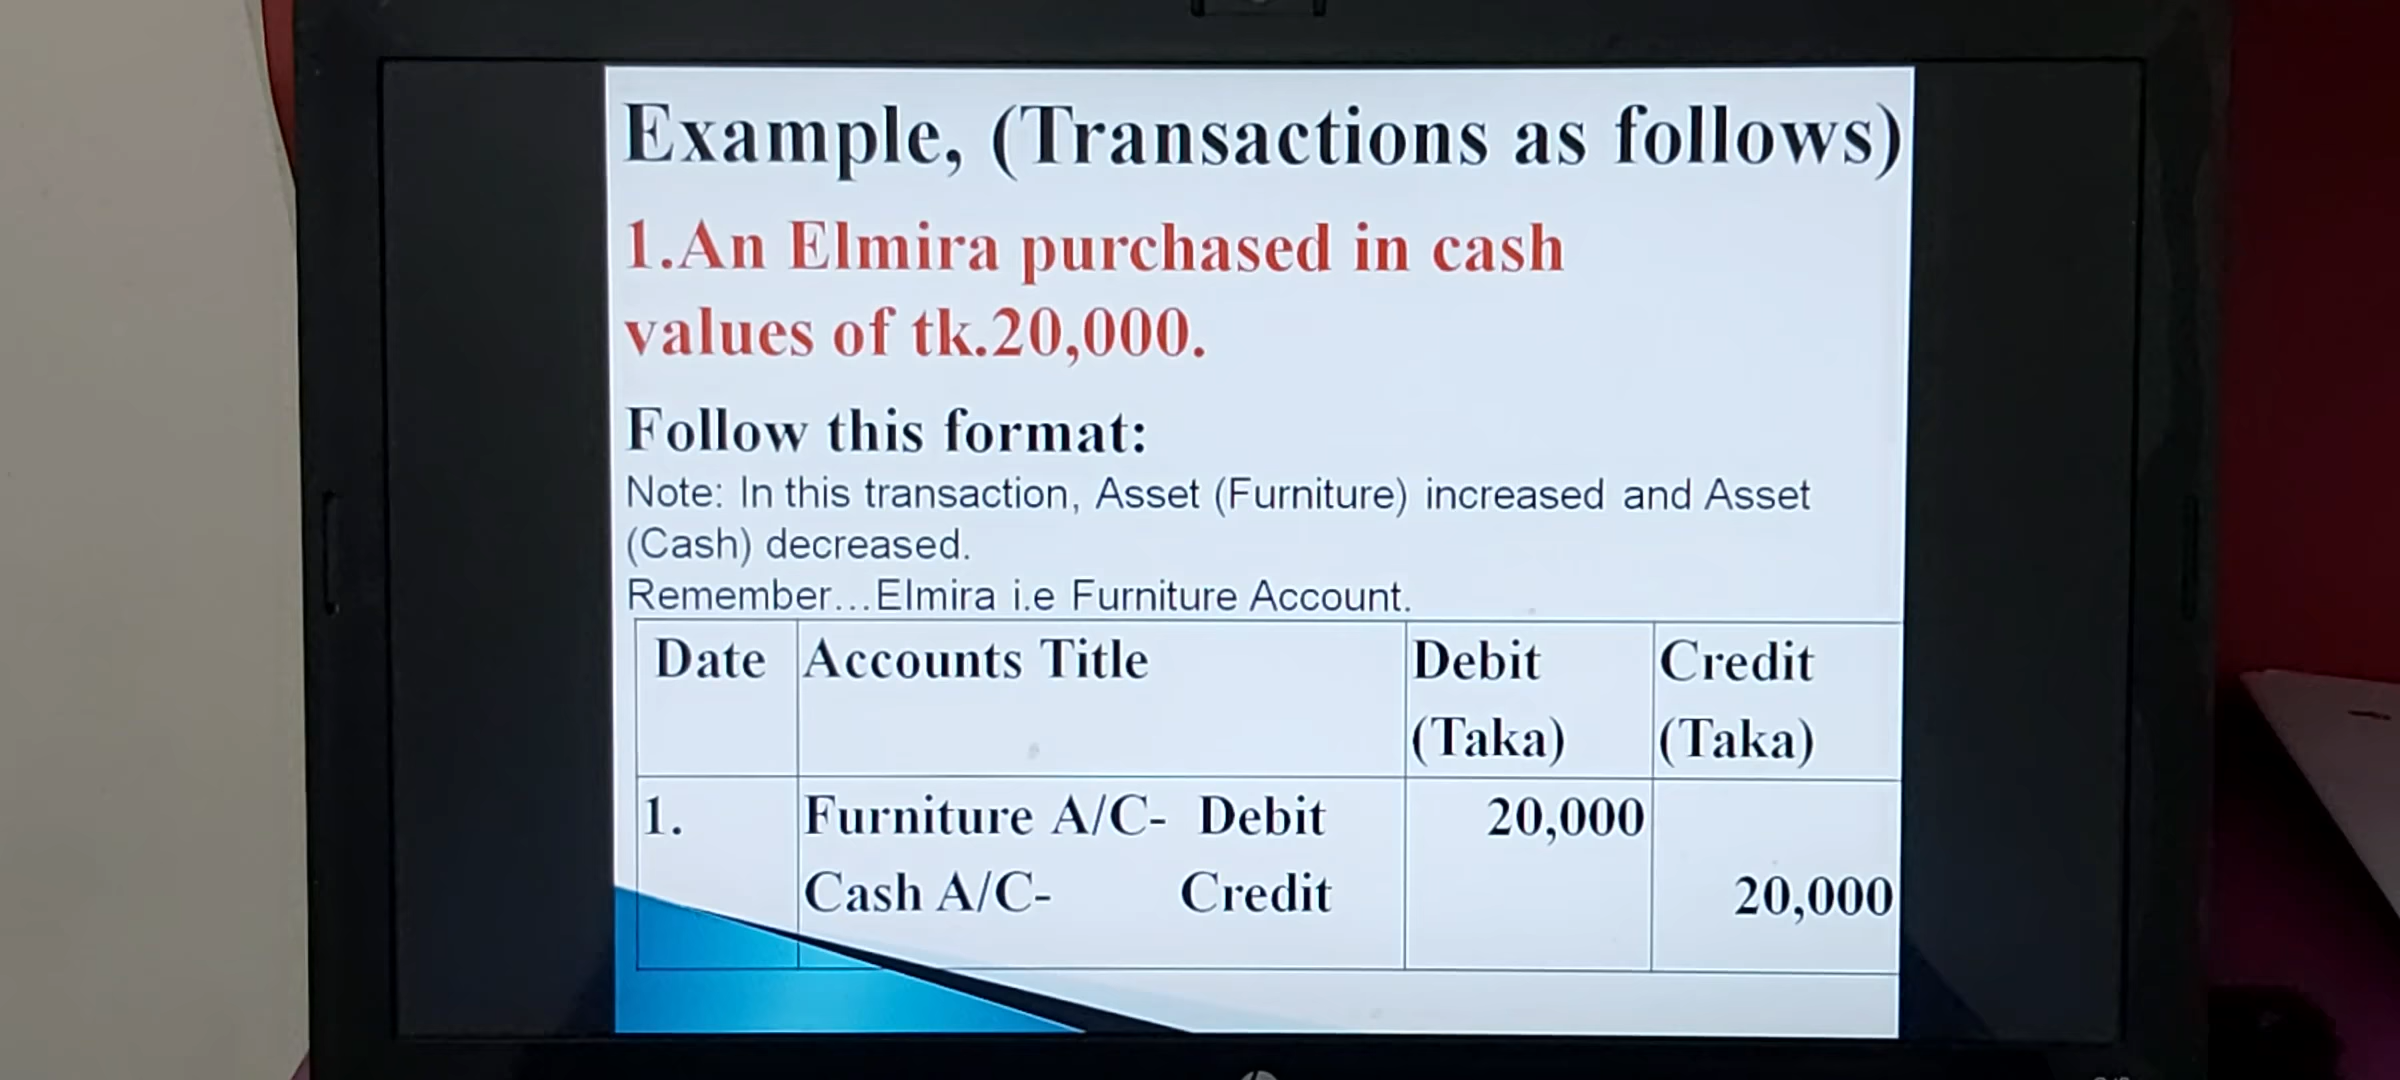 Example, (Transactions as follows)
1.An Elmira purchased in cash
values of tk.20,000.
Follow this format:
Note: In this transaction, Asset (Furniture) increased and Asset
(Cash) decreased.
Remember...Elmira i.e Furniture Account.
Date Accounts Title Debit Credit
(Taka) (Taka)
1. Furniture A/C- Debit 20,000
Cash A/C- Credit 20,000